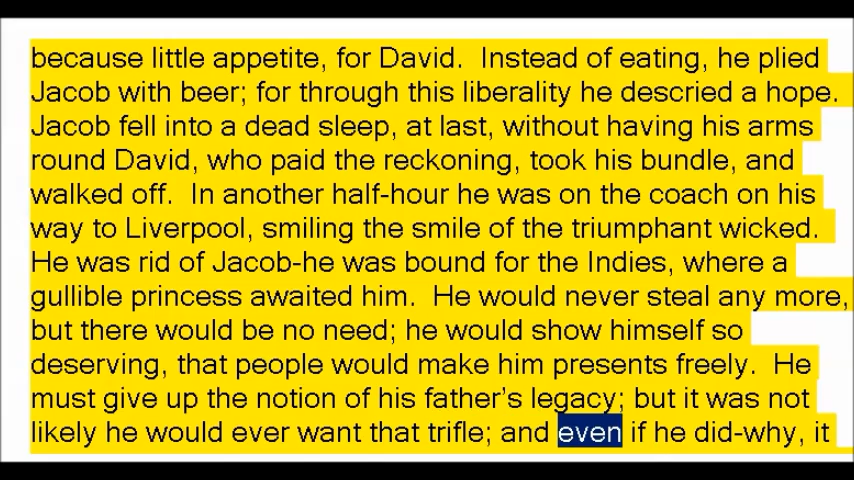 because little appetite, for David.  Instead of eating, he plied
Jacob with beer; for through this liberality he descried a hope.
Jacob fell into a dead sleep, at last, without having his arms
round David, who paid the reckoning, took his bundle, and
walked off.  In another half-hour he was on the coach on his
way to Liverpool, smiling the smile of the triumphant wicked.
He was rid of Jacob-he was bound for the Indies, where a
gullible princess awaited him.  He would never steal any more,
but there would be no need; he would show himself so
deserving, that people would make him presents freely.  He
must give up the notion of his father’s legacy; but it was not
likely he would ever want that trifle; and even if he did-why, it